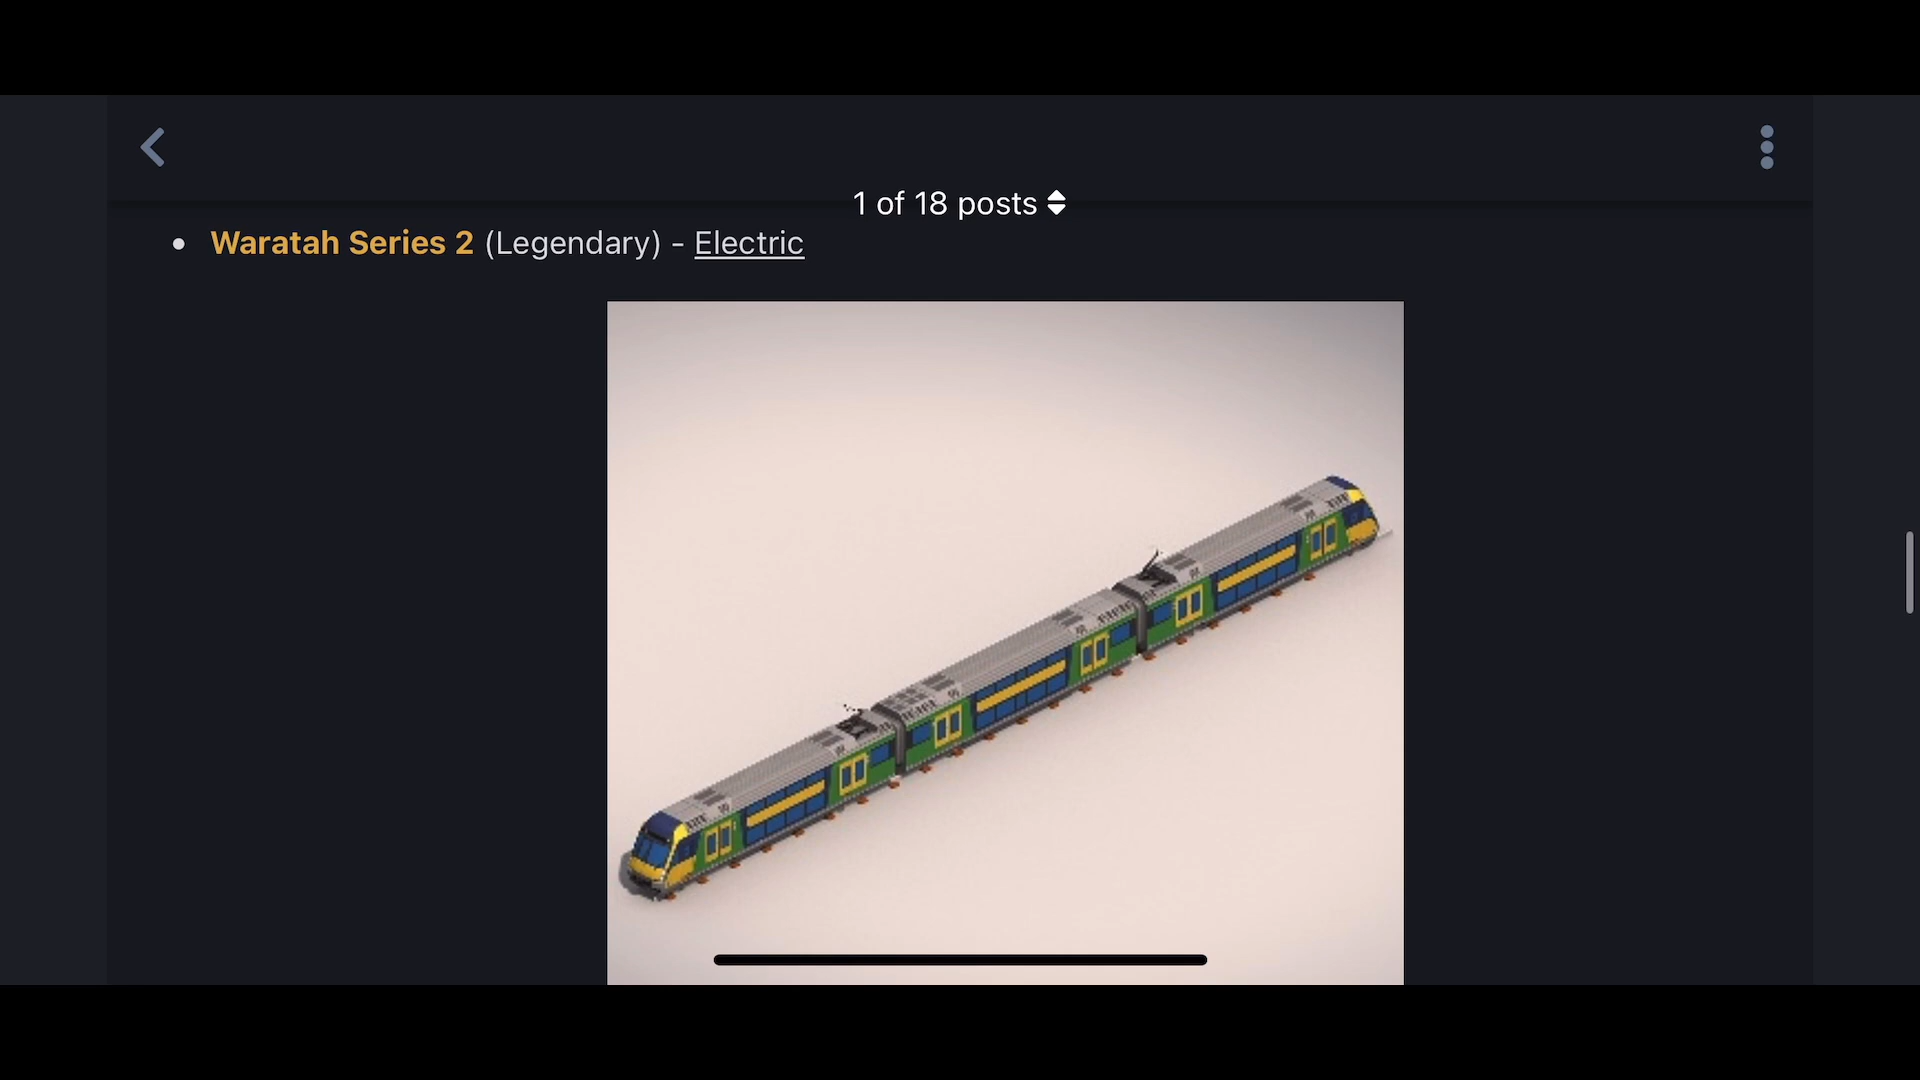 1 of 18 posts
• Waratah Series 2 (Legendary) - Electric